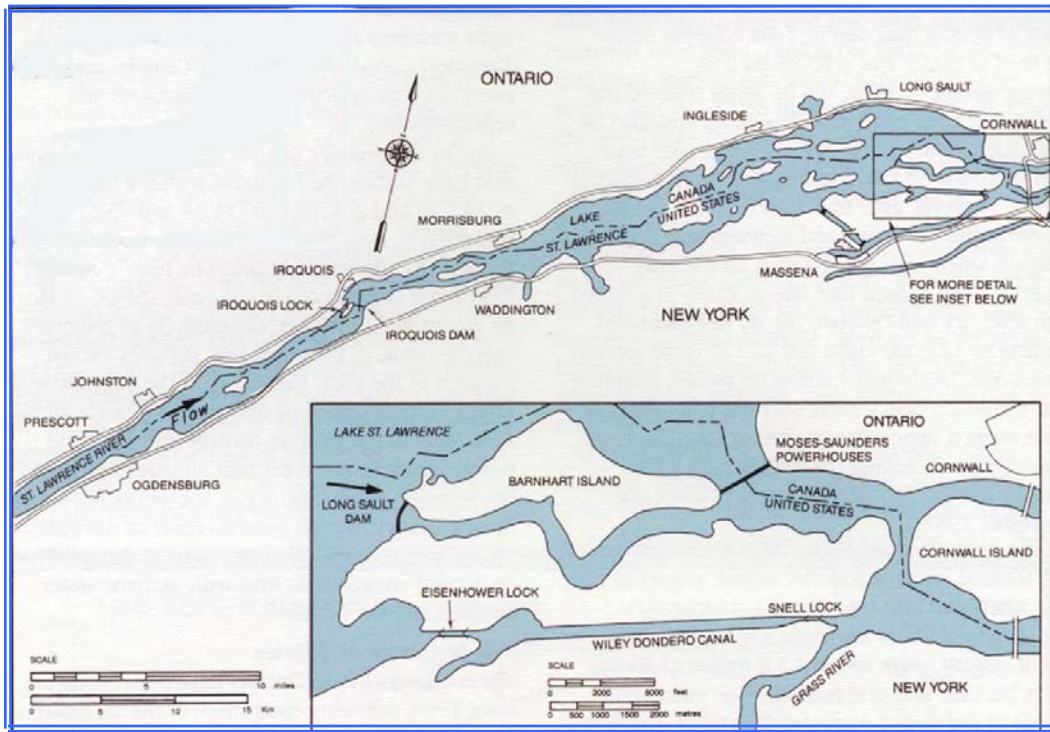 ONTARIO
LONG SAULT
INGLESIDE
CORNWALL
CANADA
UNITED STATES
LAKE
ST. LAWRENCE
MORRISBURG
IROQUOIS
IROQUOIS LOCK
WADDINGTON
IROQUOIS DAM
MASSENA
FOR MORE DETAIL
SEE INSET BELOW
NEW YORK
JOHNSTON
Flow
PRESCOTT
ST. LAWRENCE RIVER
OGDENSBURG
LAKE ST. LAWRENCE
ONTARIO
MOSES-SAUNDERS
POWERHOUSES
CORNWALL
BARNHART ISLAND
LONG SAULT
DAM
CANADA
UNITED STATES
CORNWALL ISLAND
EISENHOWER LOCK
SNELL LOCK
WILEY DONDERO CANAL
GRASS RIVER
NEW YORK
SCALE
0 5 10
miles
0 5 10 15
Km
SCALE
0 3000 6000 feet
0 500 1000 1500 2000 metres